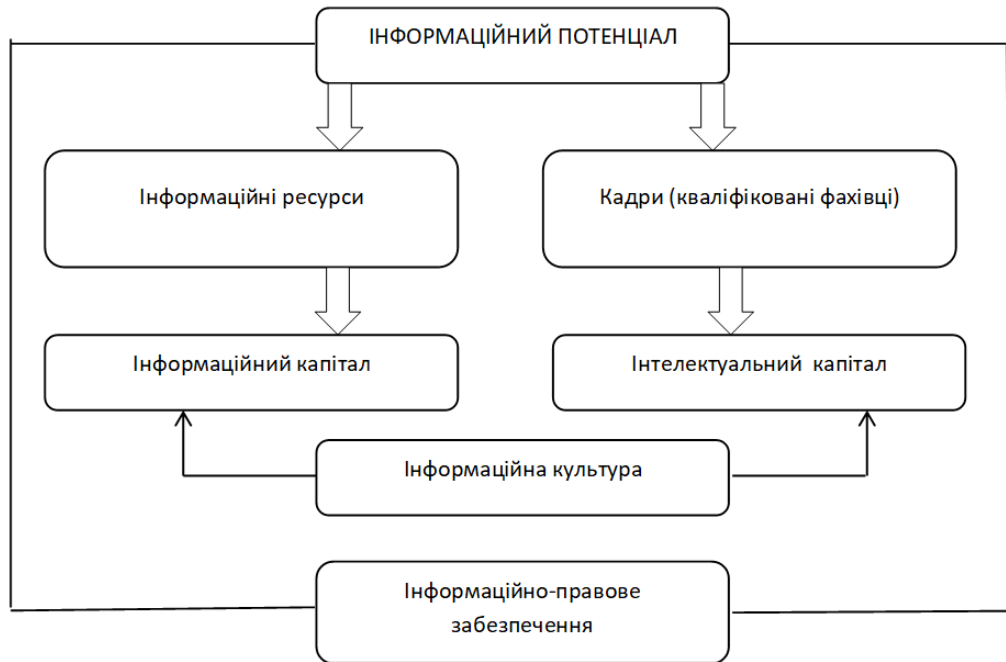 ІНФОРМАЦІЙНИЙ ПОТЕНЦІАЛ
Інформаційні ресурси
Кадри (кваліфіковані фахівці)
Інформаційний капітал
Інтелектуальний капітал
Інформаційна культура
Інформаційно-правове
забезпечення